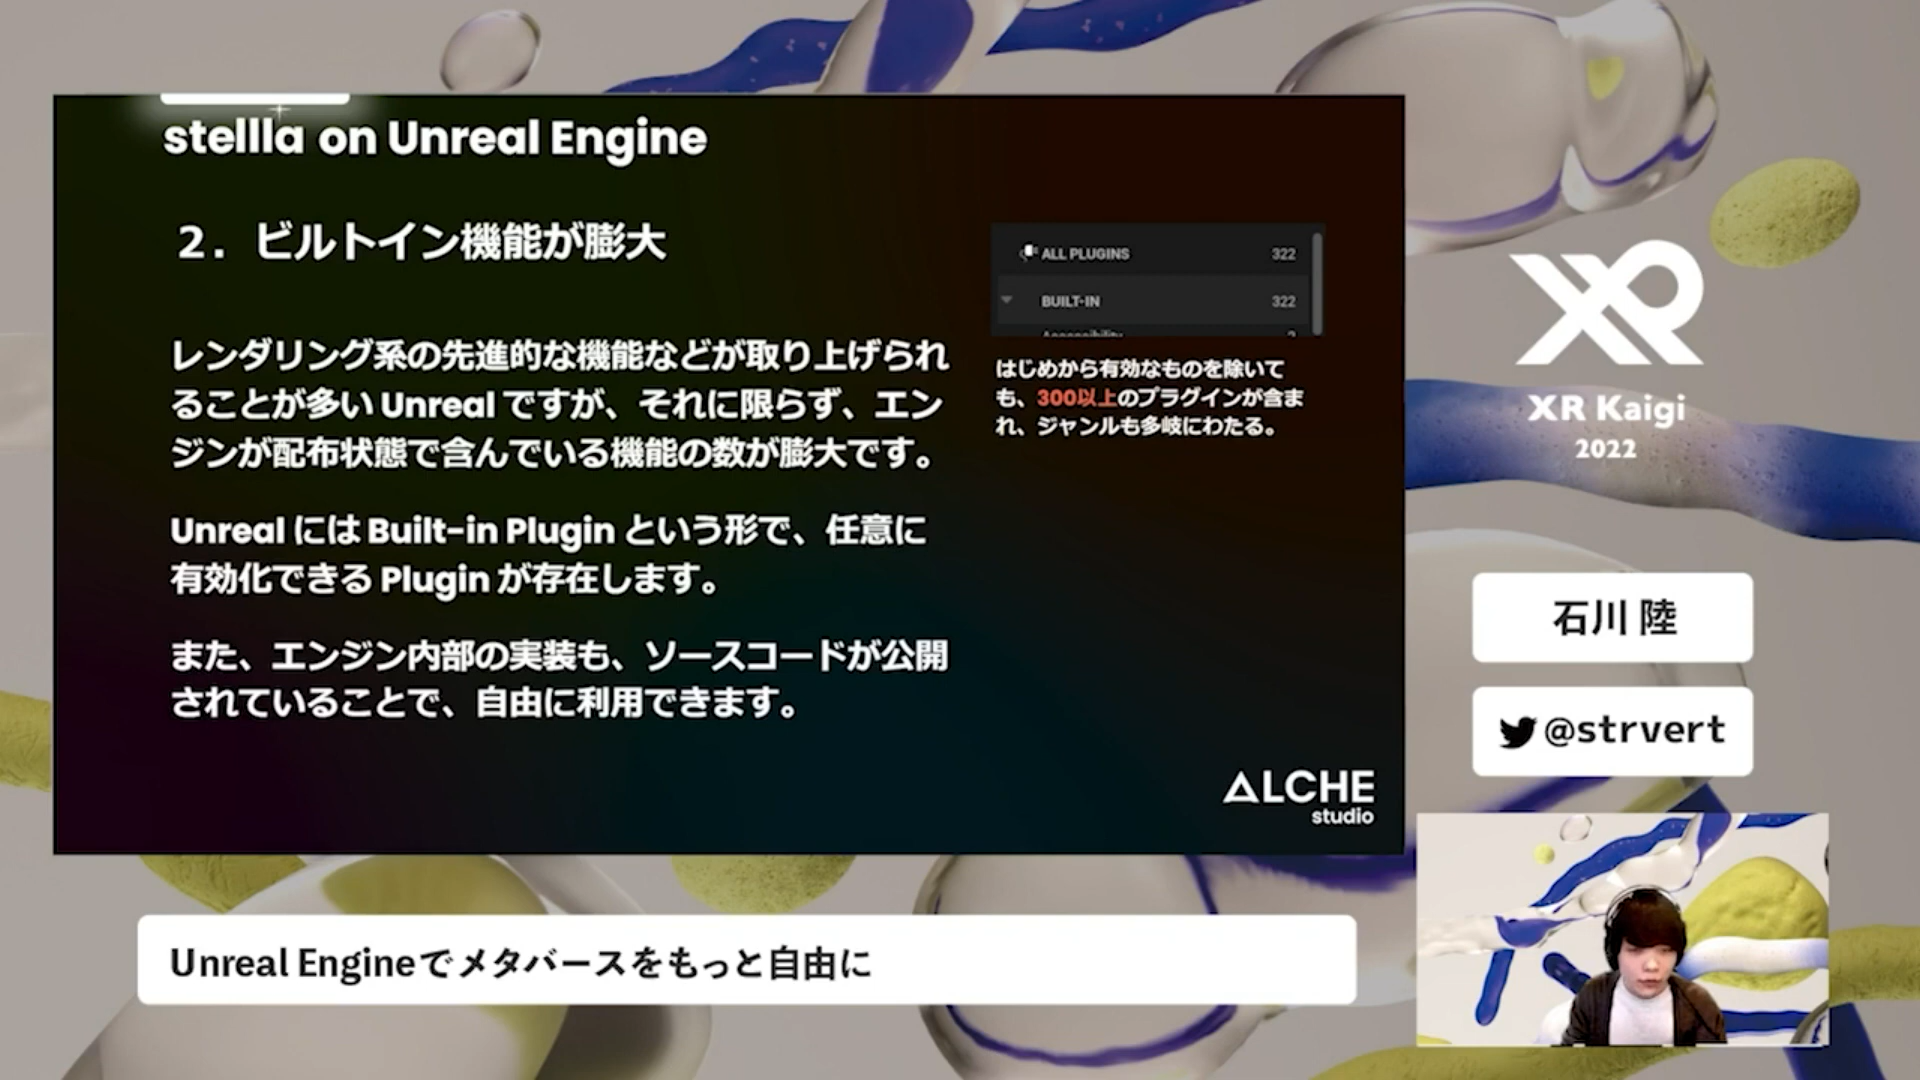 stellla on Unreal Engine
２．ビルトイン機能が膨大
レンダリング系の先進的な機能などが取り上げられ
ることが多い Unreal ですが、それに限らず、エン
ジンが配布状態で含んでいる機能の数が膨大です。
Unreal には Built-in Plugin という形で、任意に
有効化できる Plugin が存在します。
また、エンジン内部の実装も、ソースコードが公開
されていることで、自由に利用できます。
ALL PLUGINS 322
BUILT-IN 322
はじめから有効なものを除いて
も、300以上のプラグインが含ま
れ、ジャンルも多岐にわたる。
ALCHE
studio
XR
XR Kaigi
2022
石川 陸
@strvert
Unreal Engineでメタバースをもっと自由に